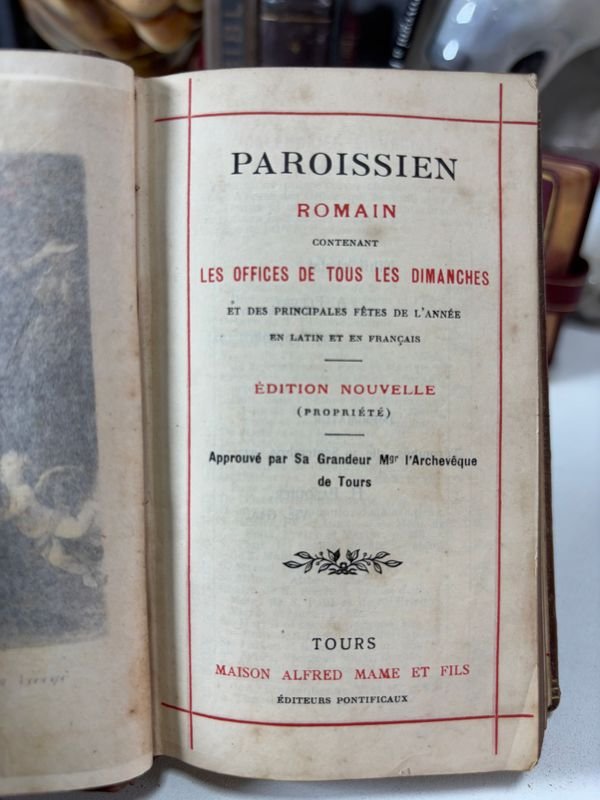 PAROISSIEN
ROMAIN
CONTENANT
LES OFFICES DE TOUS LES DIMANCHES
ET DES PRINCIPALES FÊTES DE L'ANNÉE
EN LATIN ET EN FRANÇAIS
ÉDITION NOUVELLE
(PROPRIÉTÉ)
Approuvé par Sa Grandeur Mgr l'Archevêque
de Tours
TOURS
MAISON ALFRED MAME ET FILS
ÉDITEURS PONTIFICAUX